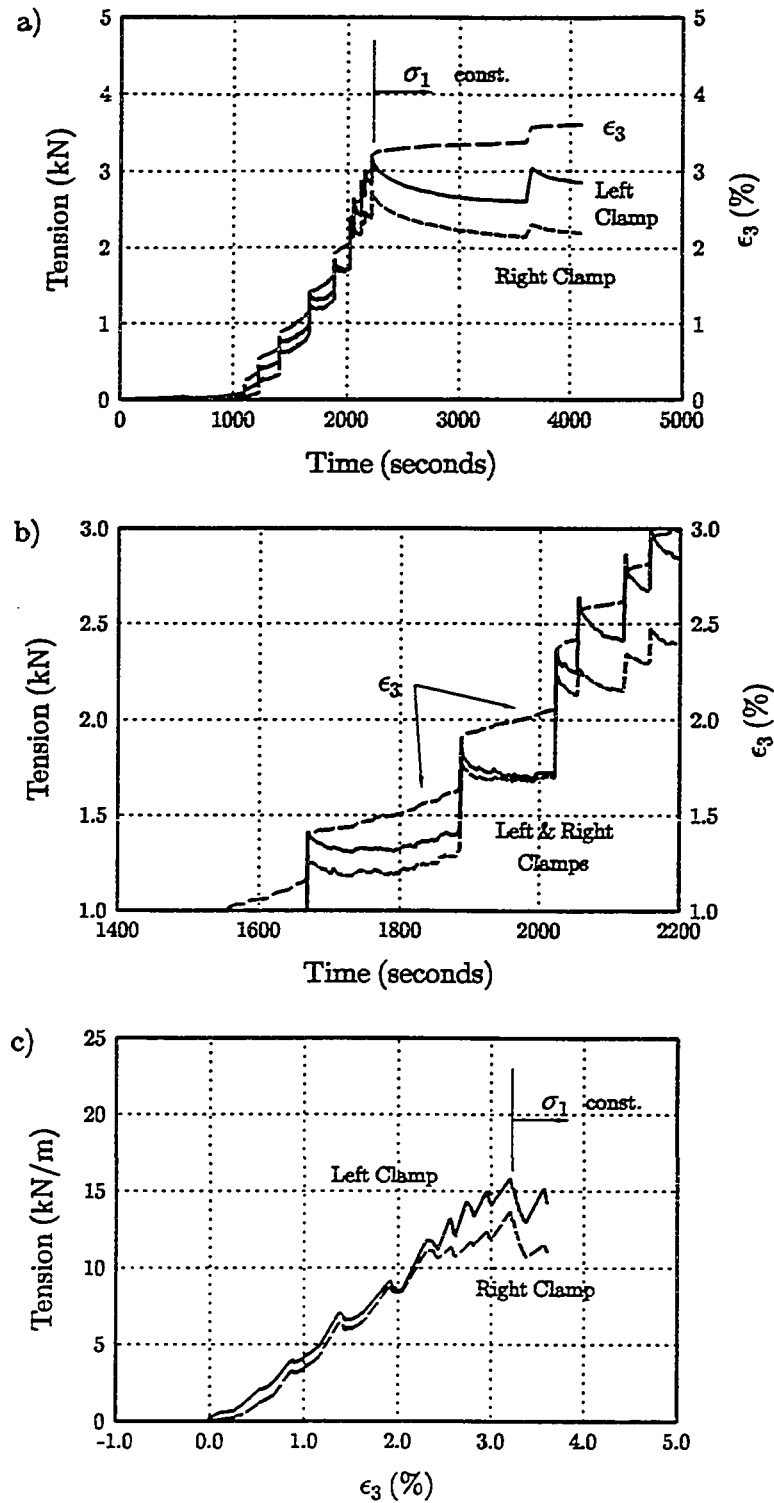 a)
5
4
3
2
1
0
Tension (kN)
σ1 const.
ϵ3
Left
Clamp
Right Clamp
5
4
3
2
1
0
ϵ3 (%)
0 1000 2000 3000 4000 5000
Time (seconds)
b)
3.0
2.5
2.0
1.5
1.0
Tension (kN)
ϵ3
Left & Right
Clamps
3.0
2.5
2.0
1.5
1.0
ϵ3 (%)
1400 1600 1800 2000 2200
Time (seconds)
c)
25
20
15
10
5
0
Tension (kN/m)
σ1 const.
Left Clamp
Right Clamp
-1.0 0.0 1.0 2.0 3.0 4.0 5.0
ϵ3 (%)